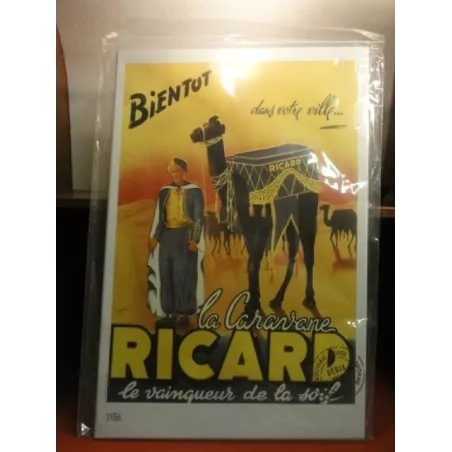 BIENTOT
dans votre ville...
RICARD
la Caravane
RICARD
le vainqueur de la soif
1956